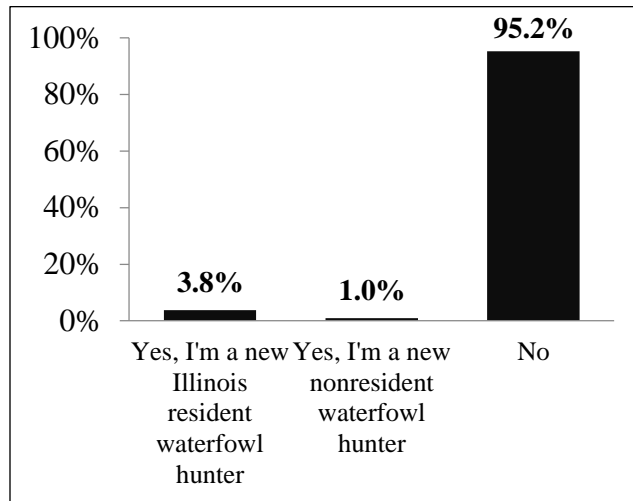 100%
80%
60%
40%
20%
0%
3.8%
1.0%
95.2%
Yes, I'm a new
Illinois
resident
waterfowl
hunter
Yes, I'm a new
nonresident
waterfowl
hunter
No